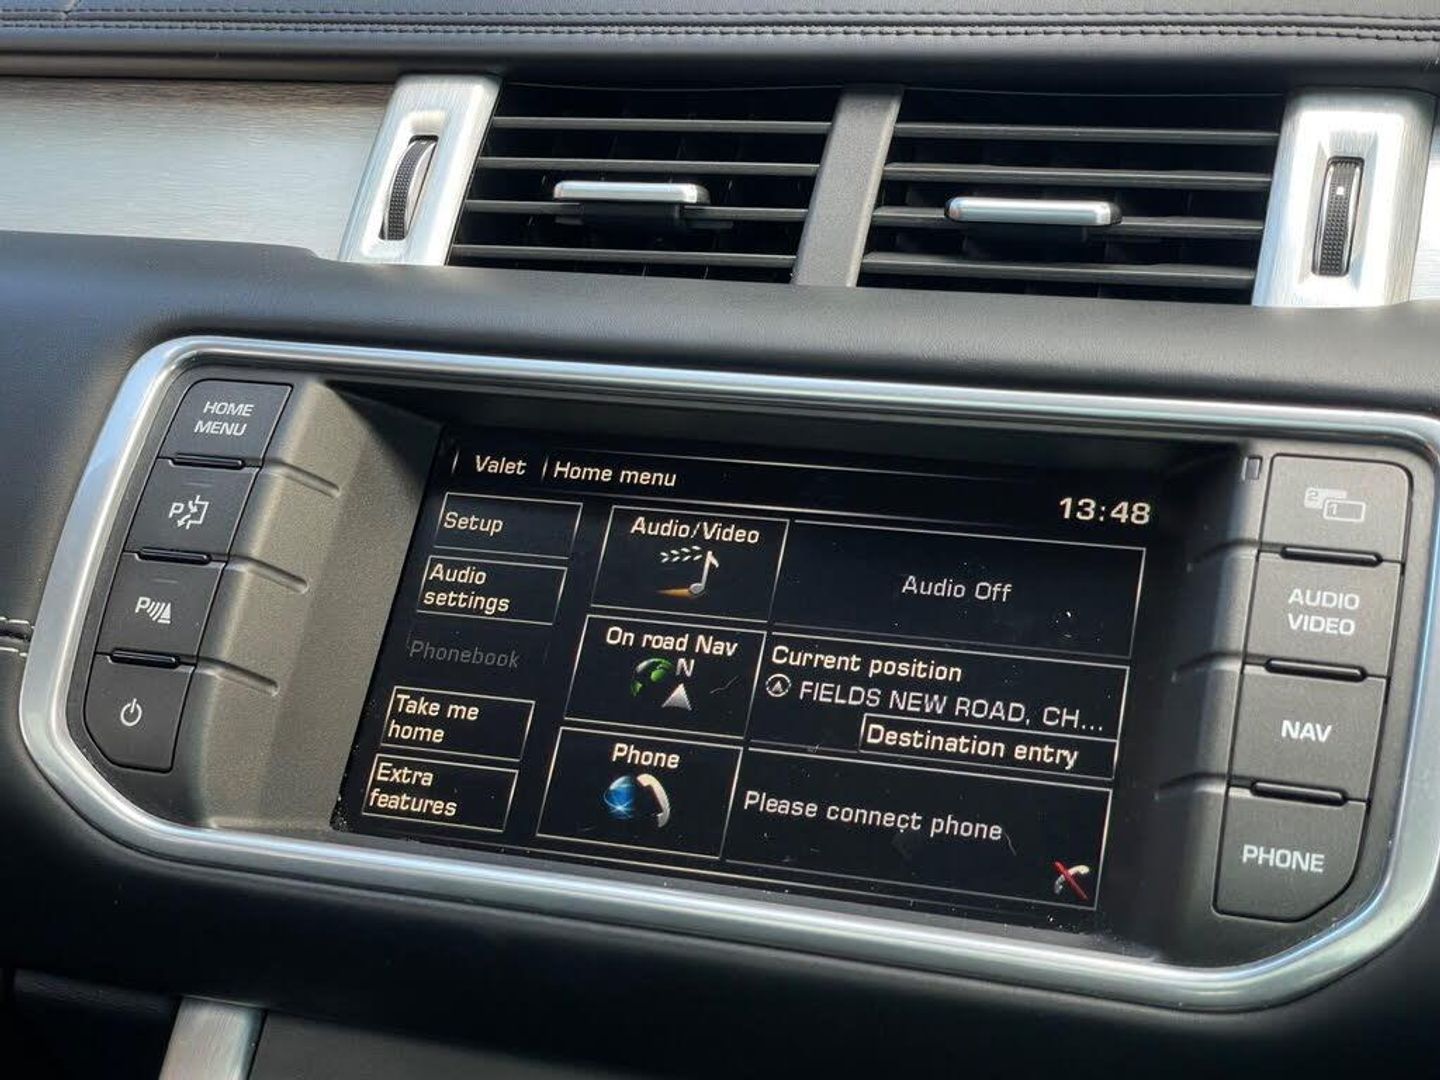 HOME
MENU
P
P
Valet
Home menu
13:48
Setup
Audio
settings
Phonebook
Take me
home
Extra
features
Audio/Video
Audio Off
On road Nav
N
Current position
FIELDS NEW ROAD, CH...
Destination entry
Phone
Please connect phone
2
1
AUDIO
VIDEO
NAV
PHONE